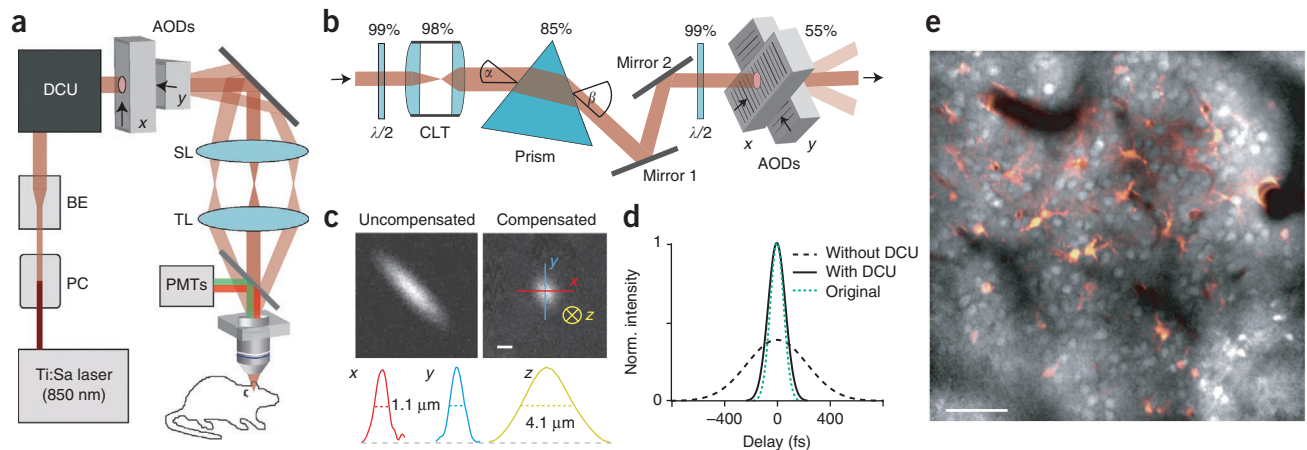 a
AODs
DCU
x
y
SL
BE
TL
PC
PMTs
Ti:Sa laser
(850 nm)
b
99%
98%
85%
99%
55%
α
β
Mirror 2
λ/2
CLT
Prism
Mirror 1
λ/2
x
y
AODs
c
Uncompensated
Compensated
y
x
z
x
y
z
1.1 μm
4.1 μm
d
1
Norm. intensity
0
−400
0
400
Delay (fs)
Without DCU
With DCU
Original
e